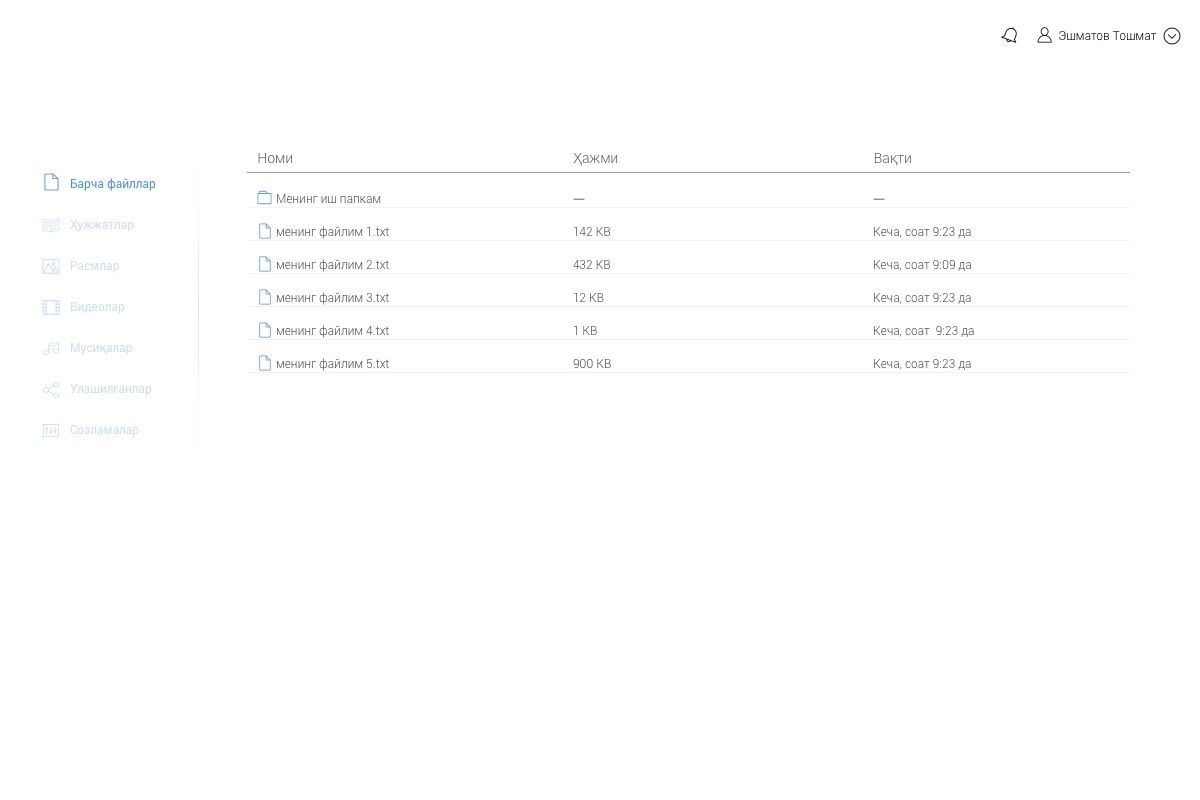 Эшматов Тошмат
Номи Ҳажми Вақти
Барча файллар
Ҳужжатлар
Расмлар
Видеолар
Мусиқалар
Улашилганлар
Созламалар
Менинг иш папкам — —
менинг файлим 1.txt 142 KB Кеча, соат 9:23 да
менинг файлим 2.txt 432 KB Кеча, соат 9:09 да
менинг файлим 3.txt 12 KB Кеча, соат 9:23 да
менинг файлим 4.txt 1 KB Кеча, соат 9:23 да
менинг файлим 5.txt 900 KB Кеча, соат 9:23 да